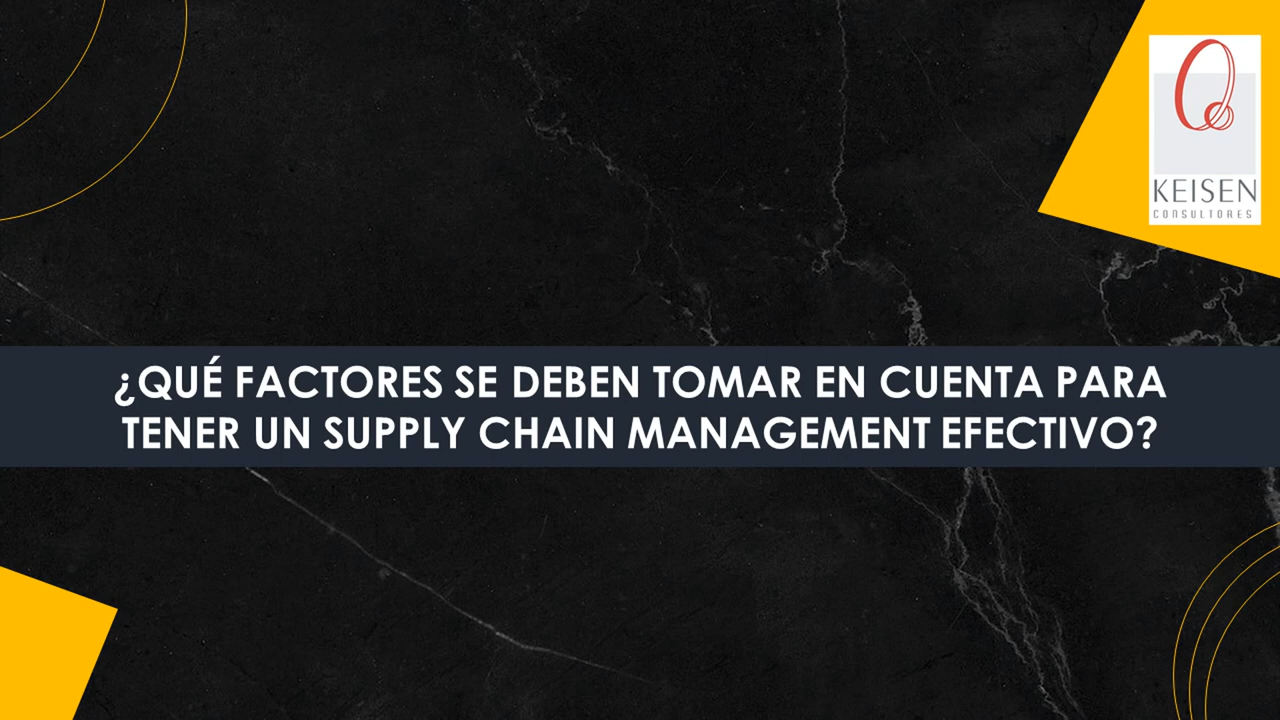 KEISEN
CONSULTORES
¿QUÉ FACTORES SE DEBEN TOMAR EN CUENTA PARA
TENER UN SUPPLY CHAIN MANAGEMENT EFECTIVO?